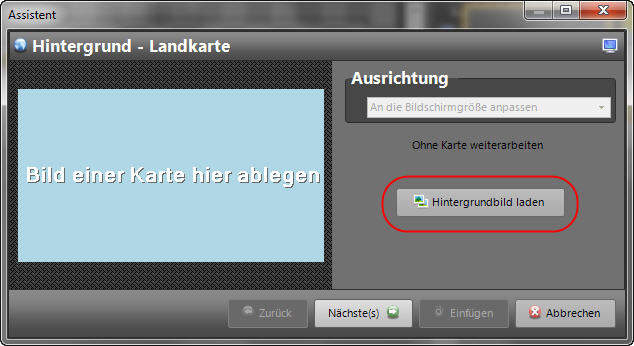 Assistent
Hintergrund - Landkarte
Bild einer Karte hier ablegen
Ausrichtung
An die Bildschirmgröße anpassen
Ohne Karte weiterarbeiten
Hintergrundbild laden
Zurück
Nächste(s)
Einfügen
Abbrechen